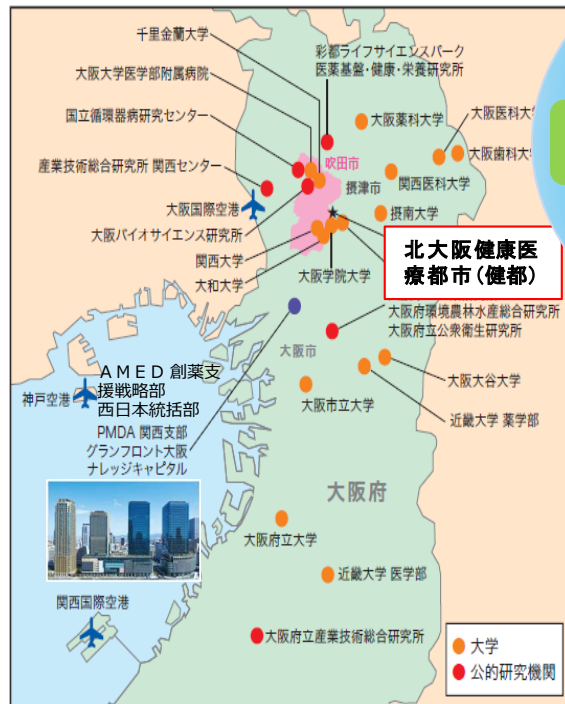 千里金蘭大学
大阪大学医学部附属病院
国立循環器病研究センター
産業技術総合研究所 関西センター
大阪国際空港
大阪バイオサイエンス研究所
関西大学
大和大学
彩都ライフサイエンスパーク
医薬基盤・健康・栄養研究所
大阪薬科大学
大阪医科大学
大阪歯科大学
関西医科大学
吹田市
摂津市
摂南大学
北大阪健康医
療都市(健都)
大阪学院大学
大阪府環境農林水産総合研究所
大阪府立公衆衛生研究所
大阪市
大阪大谷大学
大阪市立大学
近畿大学 薬学部
神戸空港
AMED 創薬支
援戦略部
西日本統括部
PMDA 関西支部
グランフロント大阪
ナレッジキャピタル
大阪府
大阪府立大学
近畿大学 医学部
関西国際空港
大阪府立産業技術総合研究所
大学
公的研究機関